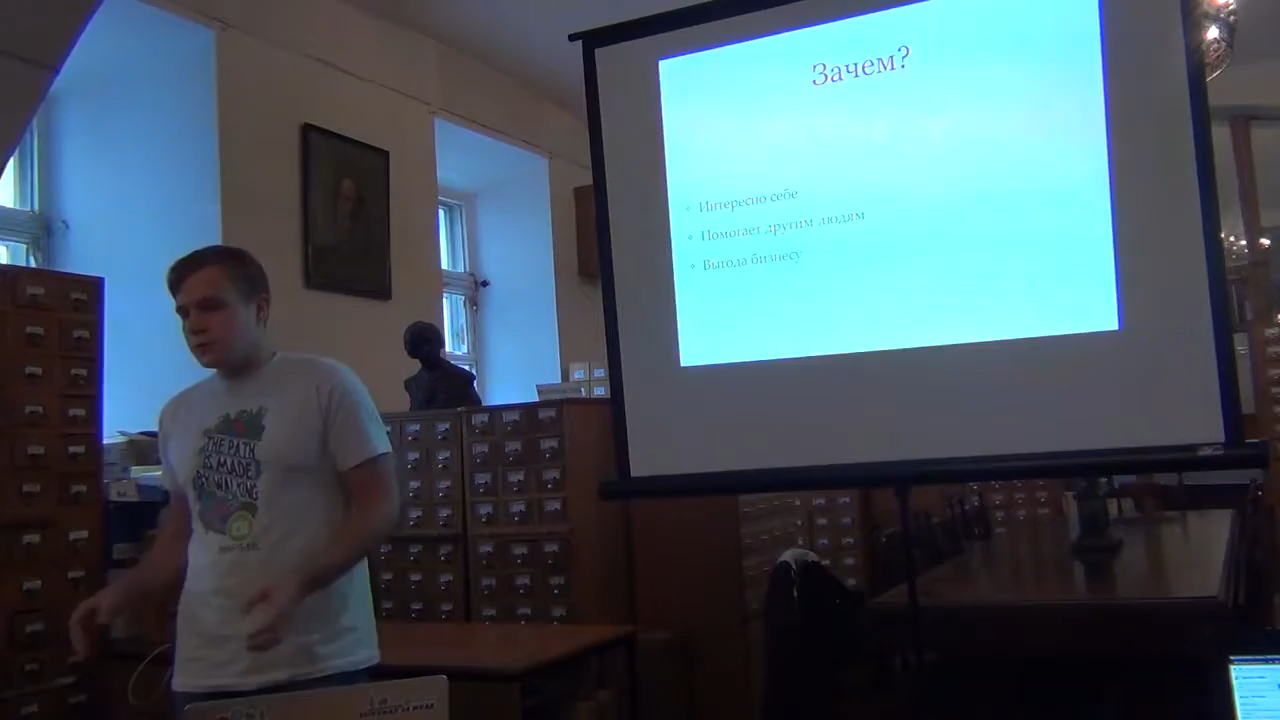 Зачем?
Интересно себе
Помогает другим людям
Выгода бизнесу
THE PATH
IS MADE
BY WALKING